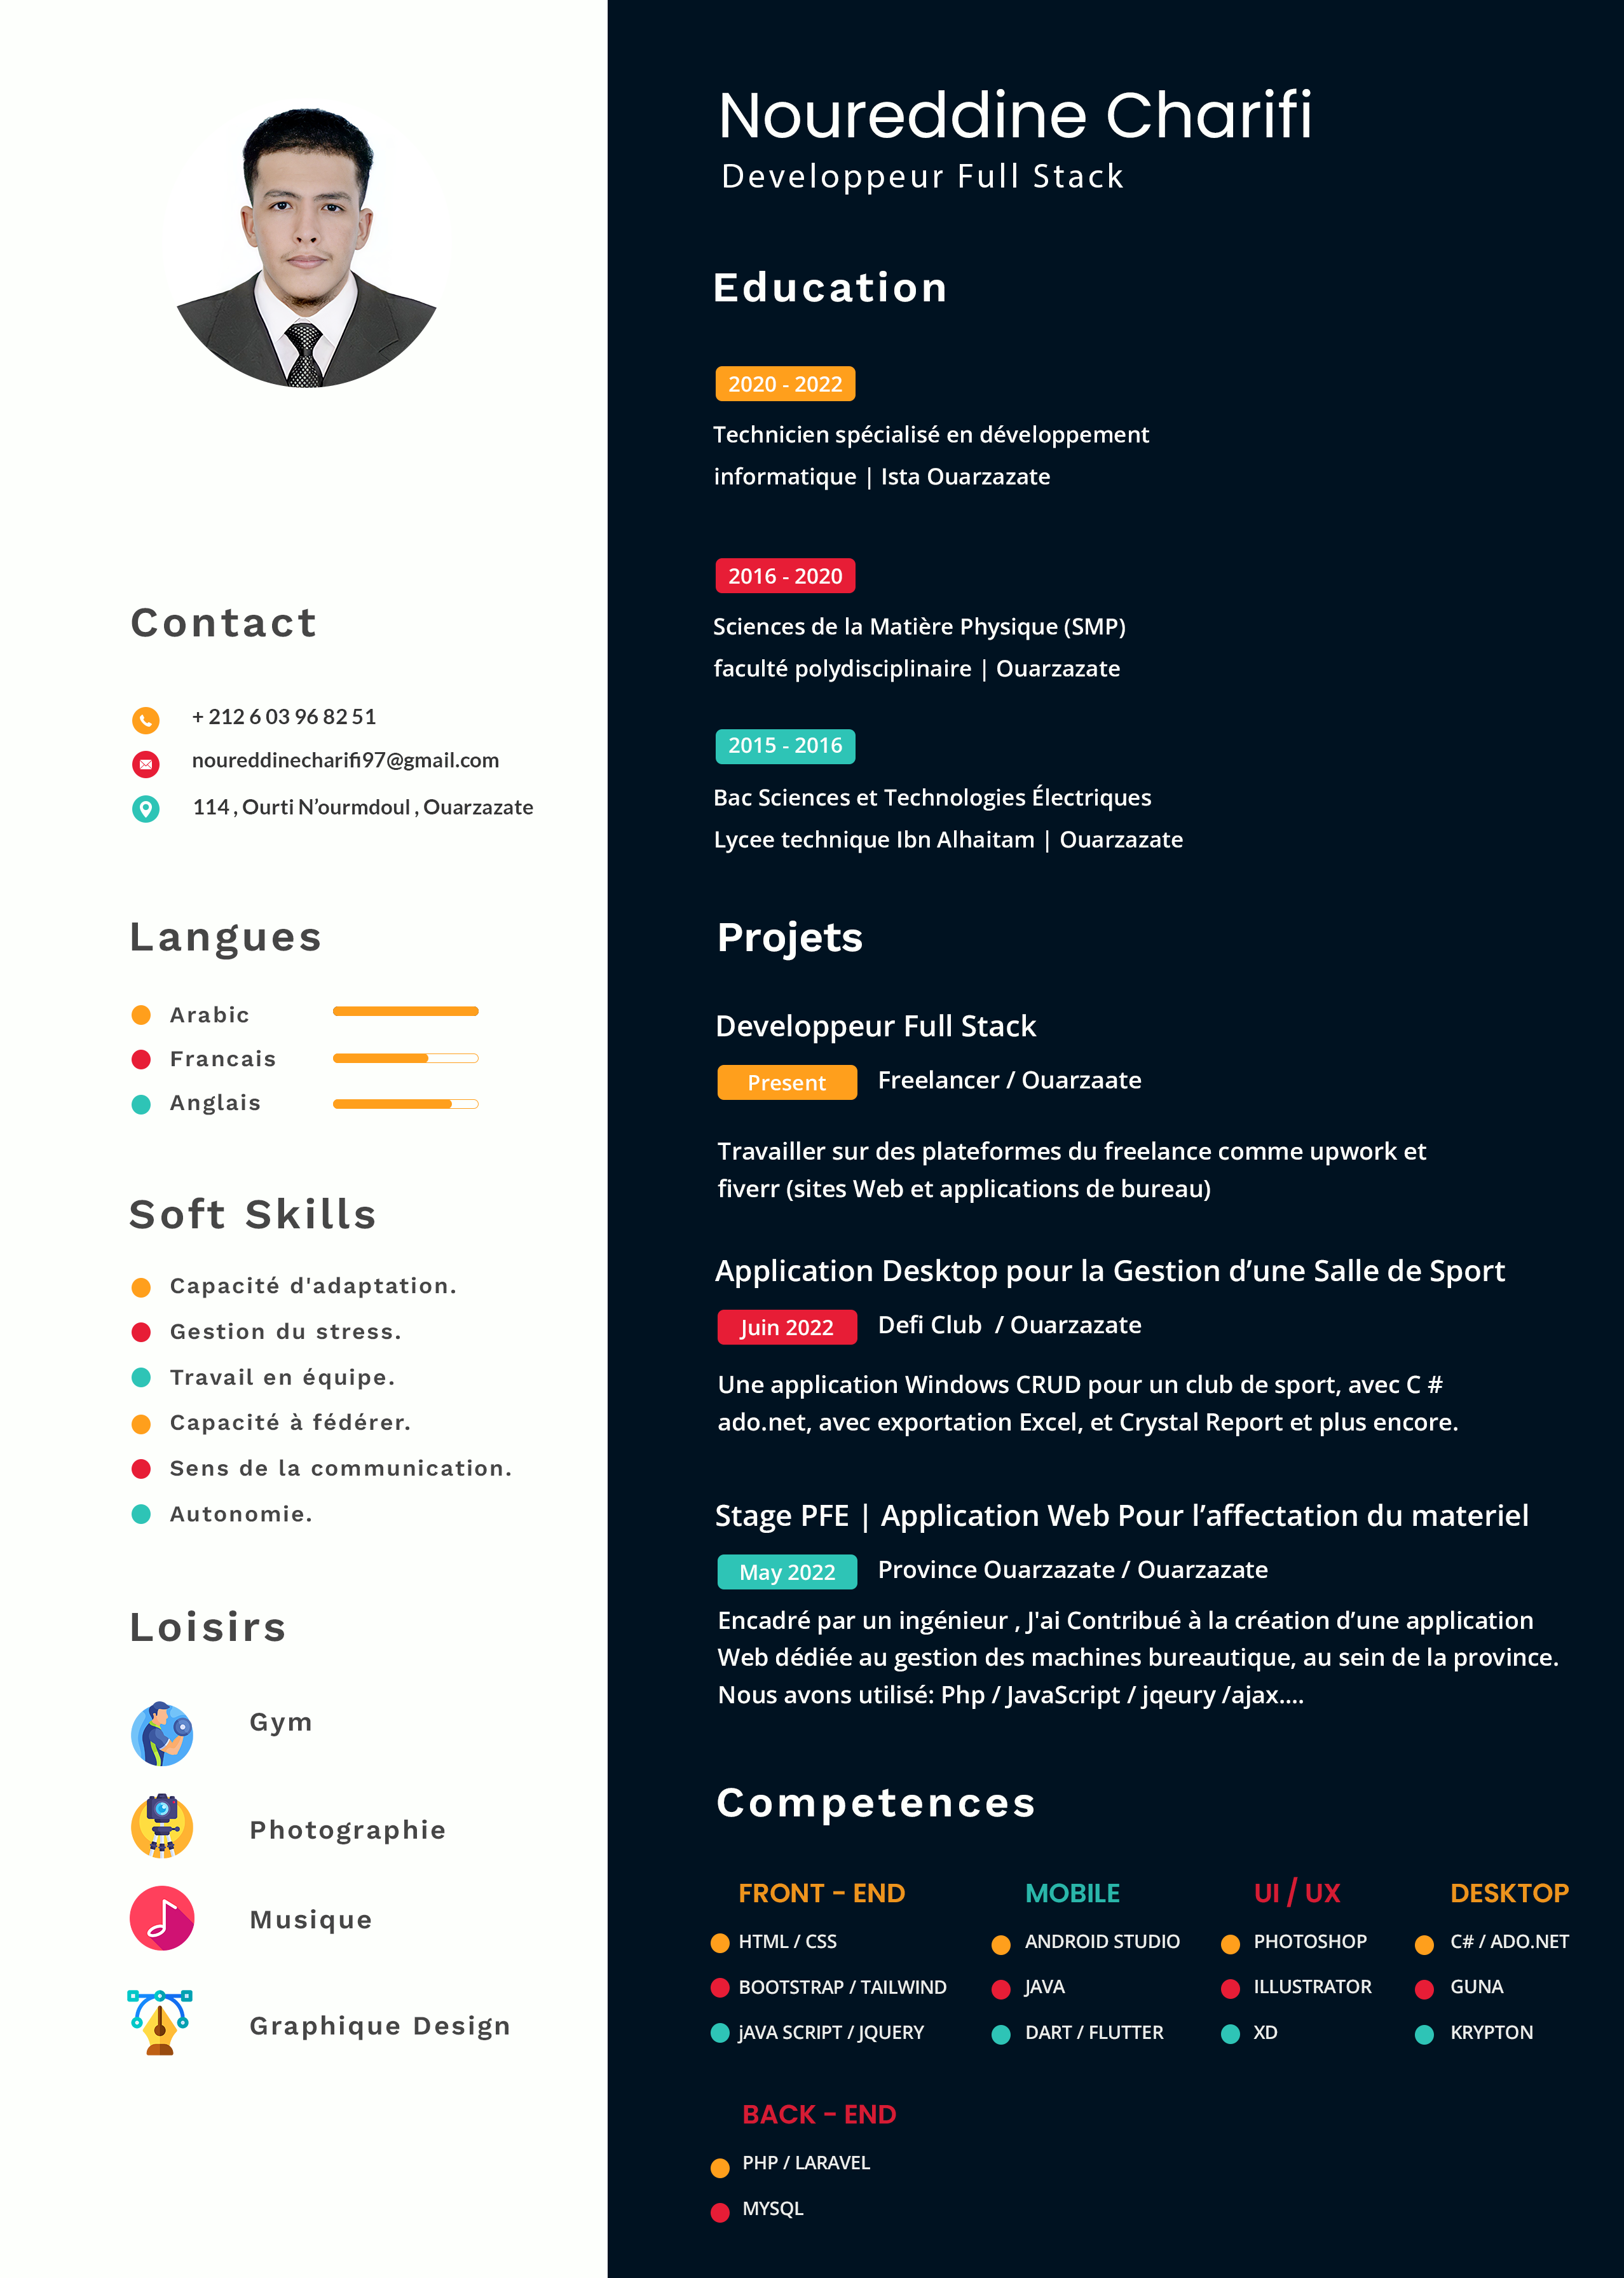 Noureddine Charifi
Developpeur Full Stack
Contact
+ 212 6 03 96 82 51
noureddinecharifi97@gmail.com
114 , Ourti N’ourmdoul , Ouarzazate
Langues
Arabic
Francais
Anglais
Soft Skills
Capacité d'adaptation.
Gestion du stress.
Travail en équipe.
Capacité à fédérer.
Sens de la communication.
Autonomie.
Loisirs
Gym
Photographie
Musique
Graphique Design
Education
2020 - 2022
Technicien spécialisé en développement
informatique | Ista Ouarzazate
2016 - 2020
Sciences de la Matière Physique (SMP)
faculté polydisciplinaire | Ouarzazate
2015 - 2016
Bac Sciences et Technologies Électriques
Lycee technique Ibn Alhaitam | Ouarzazate
Projets
Developpeur Full Stack
Present Freelancer / Ouarzaate
Travailler sur des plateformes du freelance comme upwork et
fiverr (sites Web et applications de bureau)
Application Desktop pour la Gestion d’une Salle de Sport
Juin 2022 Defi Club / Ouarzazate
Une application Windows CRUD pour un club de sport, avec C #
ado.net, avec exportation Excel, et Crystal Report et plus encore.
Stage PFE | Application Web Pour l’affectation du materiel
May 2022 Province Ouarzazate / Ouarzazate
Encadré par un ingénieur , J'ai Contribué à la création d’une application
Web dédiée au gestion des machines bureautique, au sein de la province.
Nous avons utilisé: Php / JavaScript / jqeury /ajax....
Competences
FRONT - END
HTML / CSS
BOOTSTRAP / TAILWIND
jAVA SCRIPT / JQUERY
MOBILE
ANDROID STUDIO
JAVA
DART / FLUTTER
UI / UX
PHOTOSHOP
ILLUSTRATOR
XD
DESKTOP
C# / ADO.NET
GUNA
KRYPTON
BACK - END
PHP / LARAVEL
MYSQL